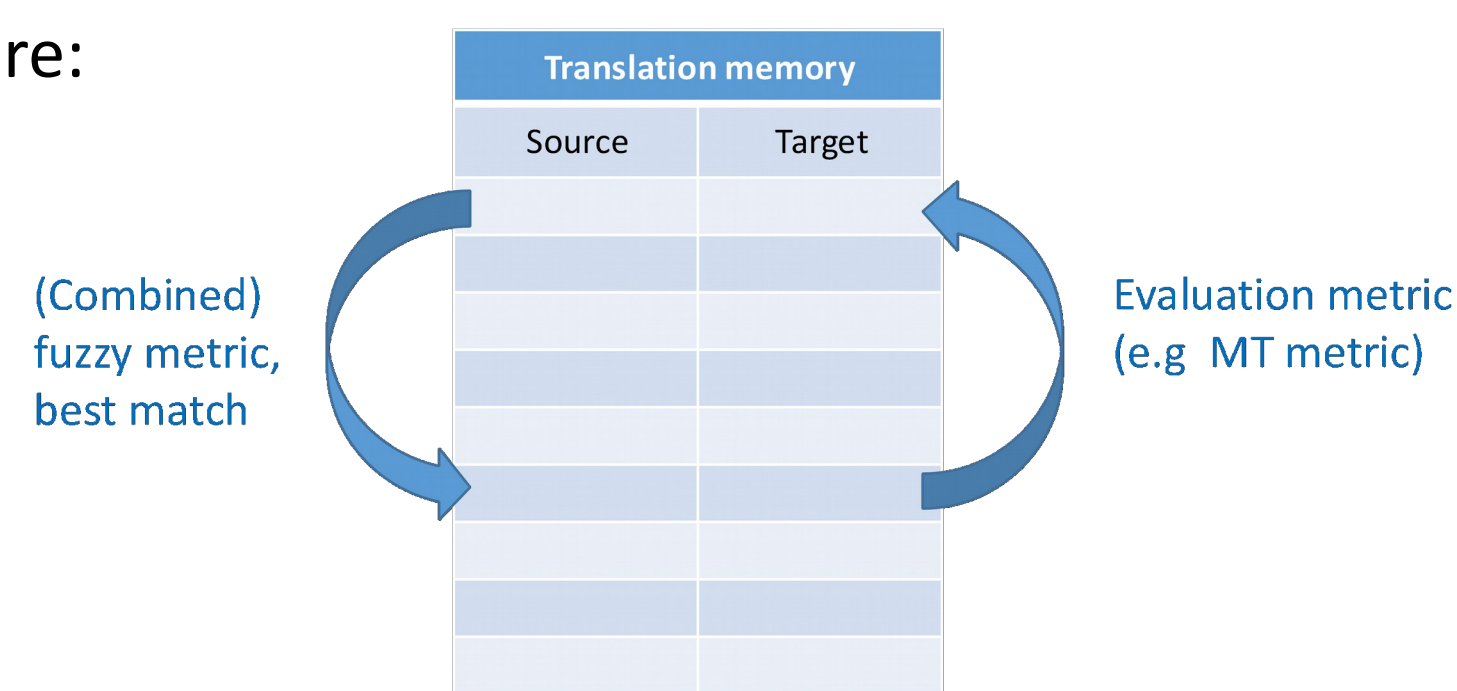 re:
Translation memory
Source Target
(Combined)
fuzzy metric,
best match
Evaluation metric
(e.g MT metric)